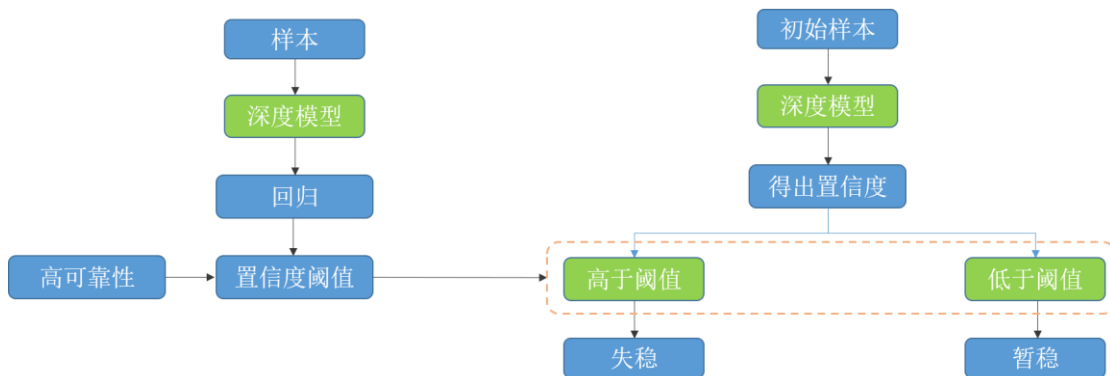 样本
深度模型
回归
高可靠性
置信度阈值
初始样本
深度模型
得出置信度
高于阈值
低于阈值
失稳
暂稳